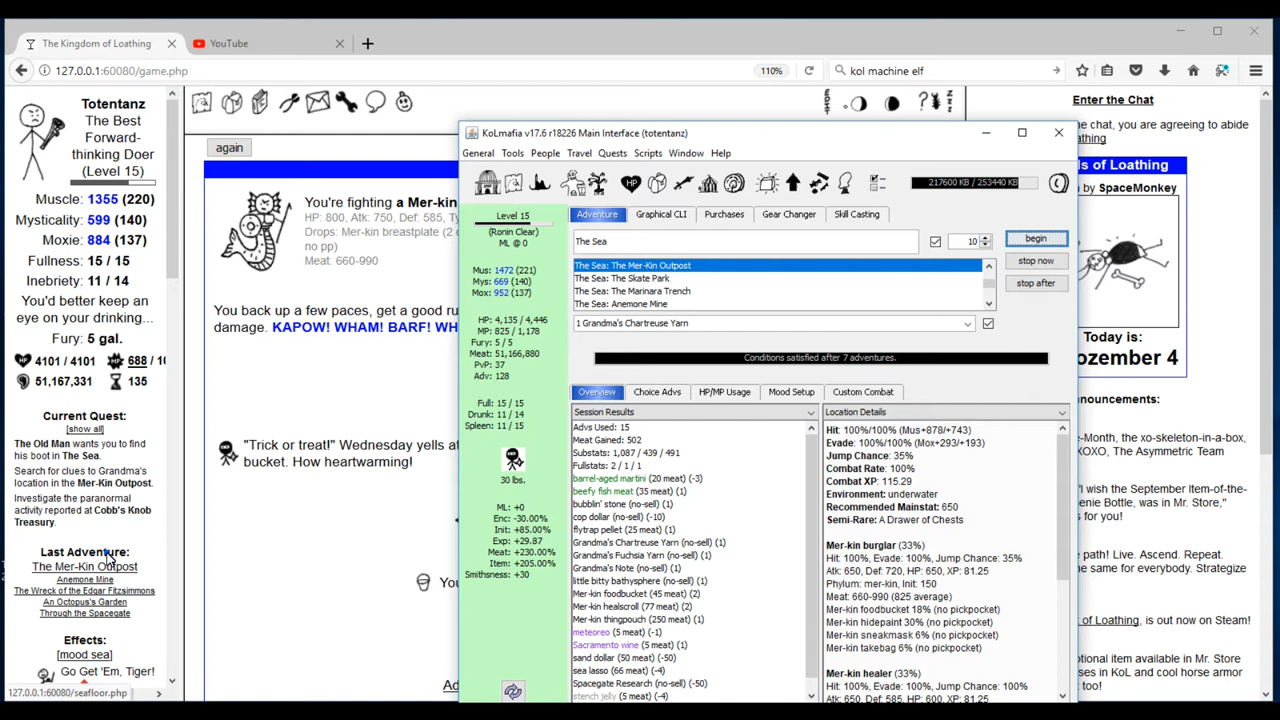 The Kingdom of Loathing
YouTube
127.0.0.1:60080/game.php
110%
kol machine elf
Totentanz
The Best
Forward-
thinking Doer
(Level 15)
Muscle: 1355 (220)
Mysticality: 599 (140)
Moxie: 884 (137)
Fullness: 15 / 15
Inebriety: 11 / 14
You'd better keep an
eye on your drinking...
Fury: 5 gal.
4101 / 4101
688 / 1
51,167,331
135
Current Quest:
[show all]
The Old Man wants you to find
his boot in The Sea.
Search for clues to Grandma's
location in the Mer-Kin Outpost.
Investigate the paranormal
activity reported at Cobb's Knob
Treasury.
Last Adventure:
The Mer-Kin Outpost
Anemone Mine
The Wreck of the Edgar Fitzsimmons
An Octopus's Garden
Through the Spacegate
Effects:
[mood sea]
Go Get 'Em, Tiger!
127.0.0.1:60080/seafloor.php
again
You're fighting a Mer-kin
HP: 800, Atk: 750, Def: 585, Ty
Drops: Mer-kin breastplate (2
no pp)
Meat: 660-990
You back up a few paces, get a good ru
damage. KAPOW! WHAM! BARF! WH
"Trick or treat!" Wednesday yells at
bucket. How heartwarming!
You
Ad
KoLmafia v17.6 r18226 Main Interface (totentanz)
General Tools People Travel Quests Scripts Window Help
217600 KB / 253440 KB
Level 15
(Ronin Clear)
ML @ 0
Mus: 1472 (221)
Mys: 669 (140)
Mox: 952 (137)
HP: 4,135 / 4,446
MP: 825 / 1,178
Fury: 5 / 5
Meat: 51,166,880
PvP: 37
Adv: 128
Full: 15 / 15
Drunk: 11 / 14
Spleen: 11 / 15
30 lbs.
ML: +0
Enc: -30.00%
Init: +85.00%
Exp: +29.87
Meat: +230.00%
Item: +205.00%
Smithsness: +30
Adventure Graphical CLI Purchases Gear Changer Skill Casting
The Sea
10
begin
The Sea: The Mer-Kin Outpost
The Sea: The Skate Park
The Sea: The Marinara Trench
The Sea: Anemone Mine
stop now
stop after
1 Grandma's Chartreuse Yarn
Conditions satisfied after 7 adventures.
Overview Choice Advs HP/MP Usage Mood Setup Custom Combat
Session Results
Advs Used: 15
Meat Gained: 502
Substats: 1,087 / 439 / 491
Fullstats: 2 / 1 / 1
barrel-aged martini (20 meat) (-3)
beefy fish meat (35 meat) (1)
bubblin' stone (no-sell) (1)
cop dollar (no-sell) (-10)
flytrap pellet (25 meat) (1)
Grandma's Chartreuse Yarn (no-sell) (1)
Grandma's Fuchsia Yarn (no-sell) (1)
Grandma's Note (no-sell) (1)
little bitty bathysphere (no-sell) (1)
Mer-kin foodbucket (45 meat) (2)
Mer-kin healscroll (77 meat) (2)
Mer-kin thingpouch (250 meat) (1)
meteoreo (5 meat) (-1)
Sacramento wine (5 meat) (1)
sand dollar (50 meat) (-50)
sea lasso (66 meat) (-4)
Spacegate Research (no-sell) (-50)
stench jelly (5 meat) (-4)
Location Details
Hit: 100%/100% (Mus+878/+743)
Evade: 100%/100% (Mox+293/+193)
Jump Chance: 35%
Combat Rate: 100%
Combat XP: 115.29
Environment: underwater
Recommended Mainstat: 650
Semi-Rare: A Drawer of Chests
Mer-kin burglar (33%)
Hit: 100%, Evade: 100%, Jump Chance: 35%
Atk: 650, Def: 720, HP: 650, XP: 81.25
Phylum: mer-kin, Init: 150
Meat: 660-990 (825 average)
Mer-kin foodbucket 18% (no pickpocket)
Mer-kin hidepaint 30% (no pickpocket)
Mer-kin sneakmask 6% (no pickpocket)
Mer-kin takebag 6% (no pickpocket)
Mer-kin healer (33%)
Hit: 100%, Evade: 100%, Jump Chance: 100%
Atk: 650, Def: 585, HP: 600, XP: 81.25
Enter the Chat
e chat, you are agreeing to abide
athing
ls of Loathing
n by SpaceMonkey
Today is:
ozember 4
nnouncements:
e-Month, the xo-skeleton-in-a-box,
XOXO, The Asymmetric Team
I wish the September Item-of-the-
enie Bottle, was in Mr. Store,"
s for you!
e path! Live. Ascend. Repeat.
e same for everybody. Strategize
t of Loathing, is out now on Steam!
otional item available in Mr. Store
ses in KoL and cool horse armor
too!